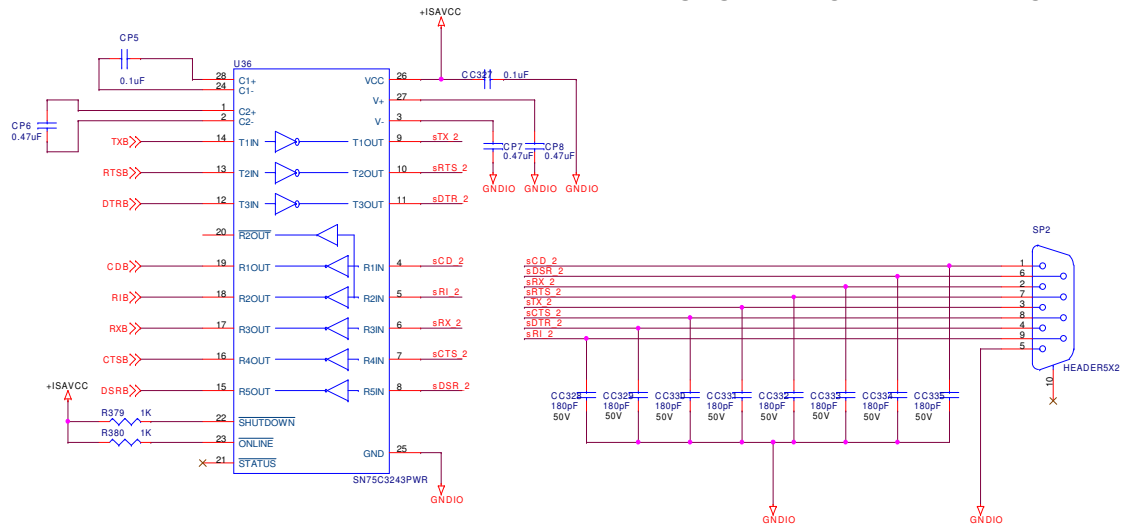 +ISAVCC
CP5
0.1uF
CP6
0.47uF
U36
28 C1+
24 C1-
1 C2+
2 C2-
TXB 14 T1IN
RTSB 13 T2IN
DTRB 12 T3IN
20 R2OUT
CDB 19 R1OUT
RIB 18 R2OUT
RXB 17 R3OUT
CTSB 16 R4OUT
DSRB 15 R5OUT
+ISAVCC
R379 1K
22 SHUTDOWN
R380 1K
23 ONLINE
21 STATUS
VCC 26
V+ 27
V- 3
T1OUT 9 sTX_2
T2OUT 10 sRTS_2
T3OUT 11 sDTR_2
R1IN 4 sCD_2
R2IN 5 sRI_2
R3IN 6 sRX_2
R4IN 7 sCTS_2
R5IN 8 sDSR_2
GND 25
SN75C3243PWR
GNDIO
CC327 0.1uF
CP7 CP8
0.47uF 0.47uF
GNDIO GNDIO GNDIO
SP2
sCD_2 1
sDSR_2 6
sRX_2 2
sRTS_2 7
sTX_2 3
sCTS_2 8
sDTR_2 4
sRI_2 9
5
HEADER5X2
10
CC328 CC329 CC330 CC331 CC332 CC333 CC334 CC335
180pF 180pF 180pF 180pF 180pF 180pF 180pF 180pF
50V 50V 50V 50V 50V 50V 50V 50V
GNDIO GNDIO